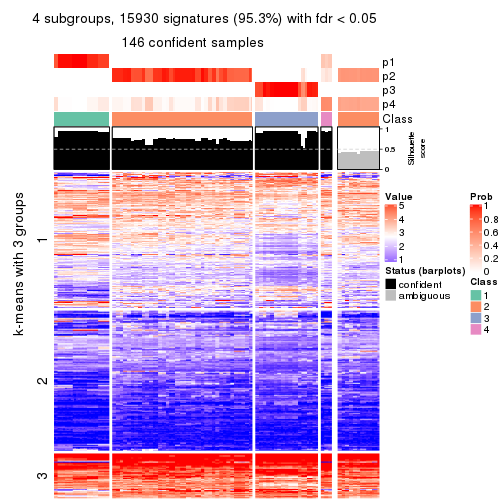 4 subgroups, 15930 signatures (95.3%) with fdr < 0.05
146 confident samples
p1
p2
p3
p4
Class
1
0.5
0
Silhouette
score
k-means with 3 groups
1
2
3
Value
5
4
3
2
1
Prob
1
0.8
0.6
0.4
0.2
0
Status (barplots)
confident
ambiguous
Class
1
2
3
4